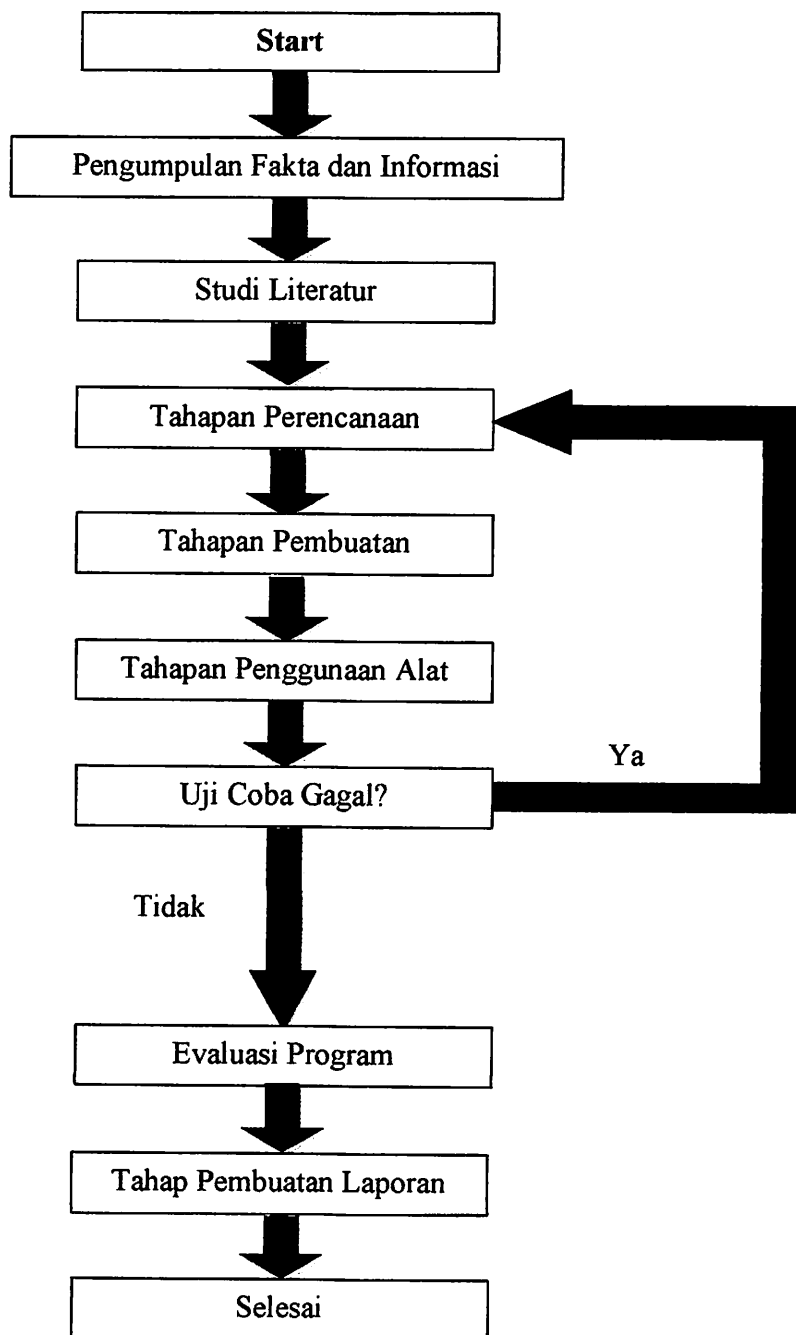 Start
Pengumpulan Fakta dan Informasi
Studi Literatur
Tahapan Perencanaan
Tahapan Pembuatan
Tahapan Penggunaan Alat
Uji Coba Gagal?
Ya
Tidak
Evaluasi Program
Tahap Pembuatan Laporan
Selesai